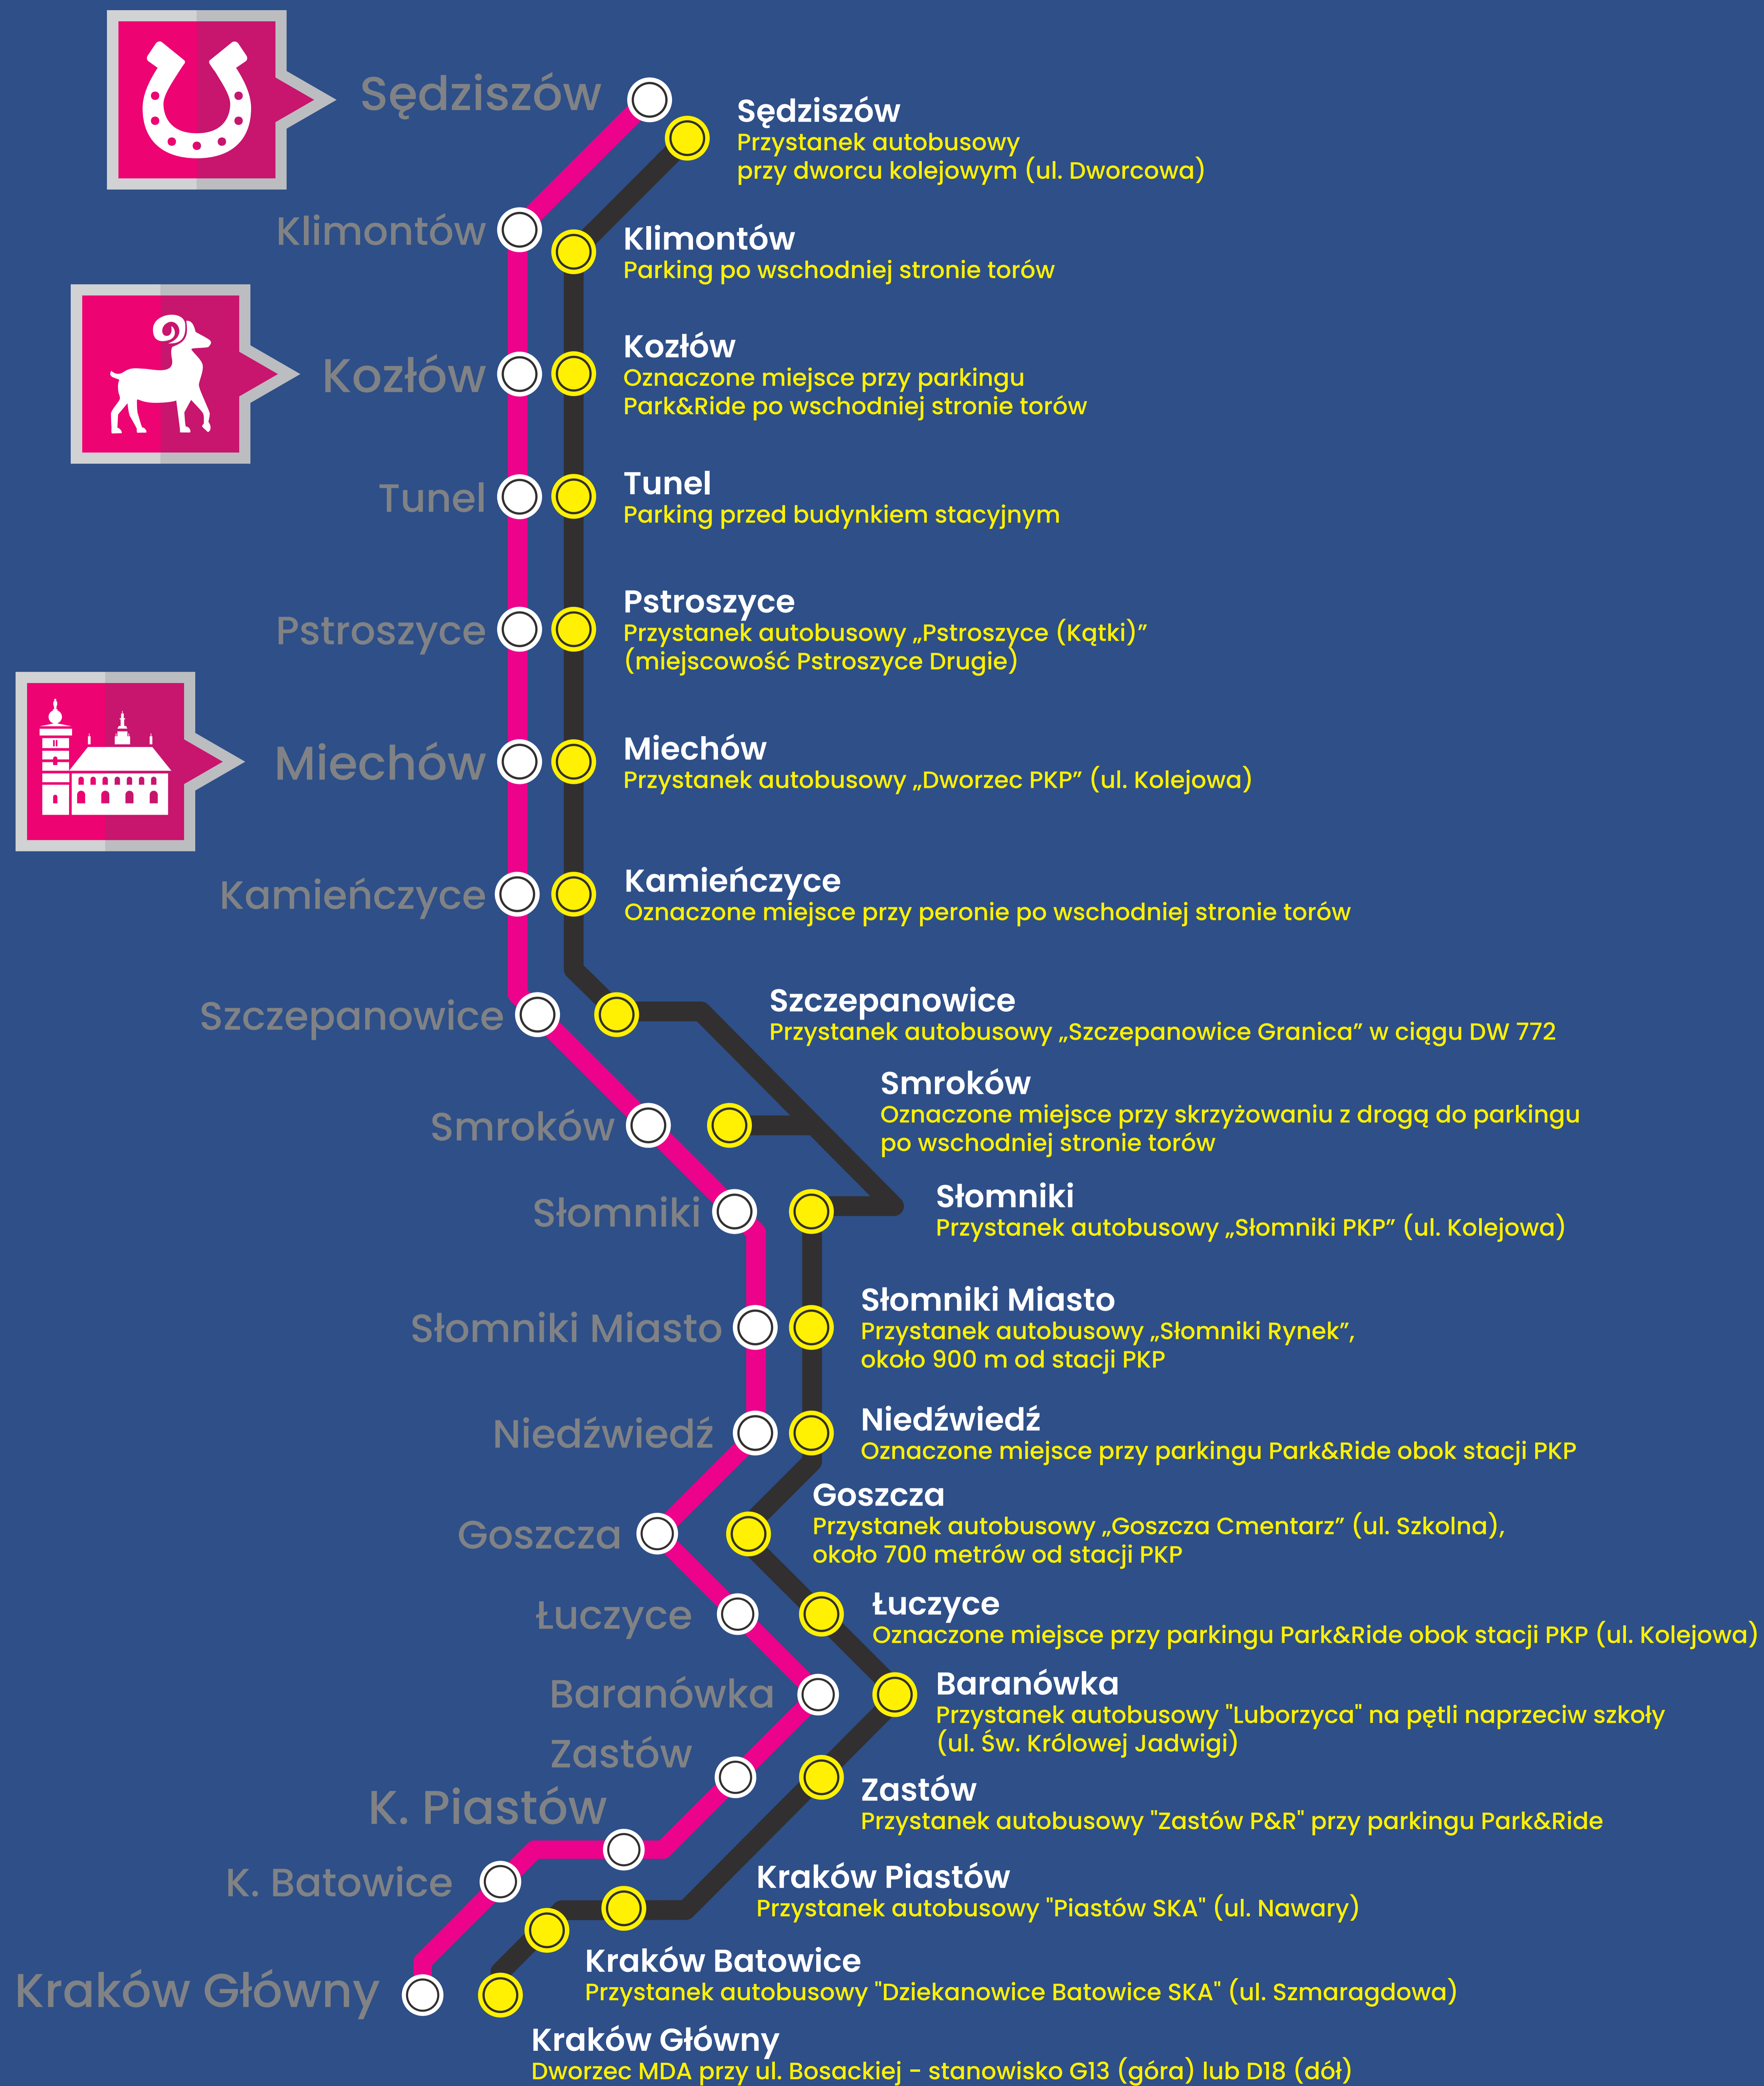 Sędziszów
Sędziszów
Przystanek autobusowy
przy dworcu kolejowym (ul. Dworcowa)
Klimontów
Klimontów
Parking po wschodniej stronie torów
Kozłów
Kozłów
Oznaczone miejsce przy parkingu
Park&Ride po wschodniej stronie torów
Tunel
Tunel
Parking przed budynkiem stacyjnym
Pstroszyce
Pstroszyce
Przystanek autobusowy „Pstroszyce (Kątki)”
(miejscowość Pstroszyce Drugie)
Miechów
Miechów
Przystanek autobusowy „Dworzec PKP” (ul. Kolejowa)
Kamieńczyce
Kamieńczyce
Oznaczone miejsce przy peronie po wschodniej stronie torów
Szczepanowice
Szczepanowice
Przystanek autobusowy „Szczepanowice Granica” w ciągu DW 772
Smroków
Smroków
Oznaczone miejsce przy skrzyżowaniu z drogą do parkingu
po wschodniej stronie torów
Słomniki
Słomniki
Przystanek autobusowy „Słomniki PKP” (ul. Kolejowa)
Słomniki Miasto
Słomniki Miasto
Przystanek autobusowy „Słomniki Rynek”,
około 900 m od stacji PKP
Niedźwiedź
Niedźwiedź
Oznaczone miejsce przy parkingu Park&Ride obok stacji PKP
Goszcza
Goszcza
Przystanek autobusowy „Goszcza Cmentarz” (ul. Szkolna),
około 700 metrów od stacji PKP
Łuczyce
Łuczyce
Oznaczone miejsce przy parkingu Park&Ride obok stacji PKP (ul. Kolejowa)
Baranówka
Baranówka
Przystanek autobusowy "Luborzyca" na pętli naprzeciw szkoły
(ul. Św. Królowej Jadwigi)
Zastów
Zastów
Przystanek autobusowy "Zastów P&R" przy parkingu Park&Ride
K. Piastów
Kraków Piastów
Przystanek autobusowy "Piastów SKA" (ul. Nawary)
K. Batowice
Kraków Batowice
Przystanek autobusowy "Dziekanowice Batowice SKA" (ul. Szmaragdowa)
Kraków Główny
Kraków Główny
Dworzec MDA przy ul. Bosackiej - stanowisko G13 (góra) lub D18 (dół)